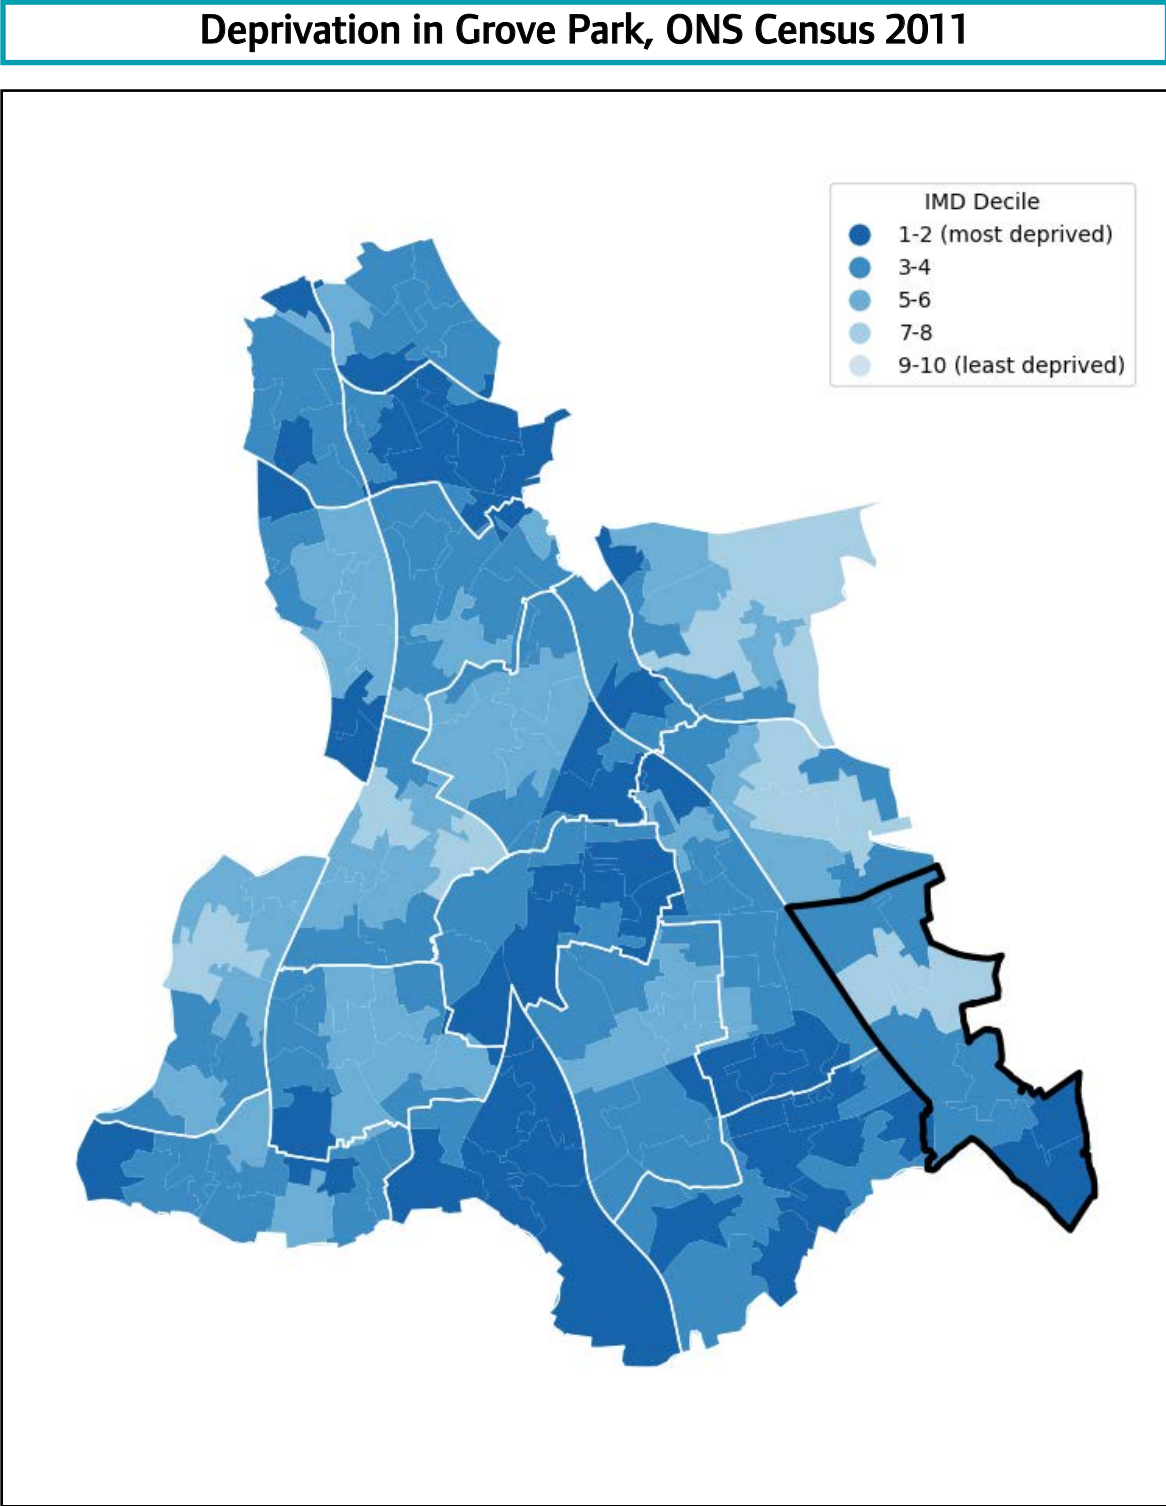 Deprivation in Grove Park, ONS Census 2011
IMD Decile
1-2 (most deprived)
3-4
5-6
7-8
9-10 (least deprived)